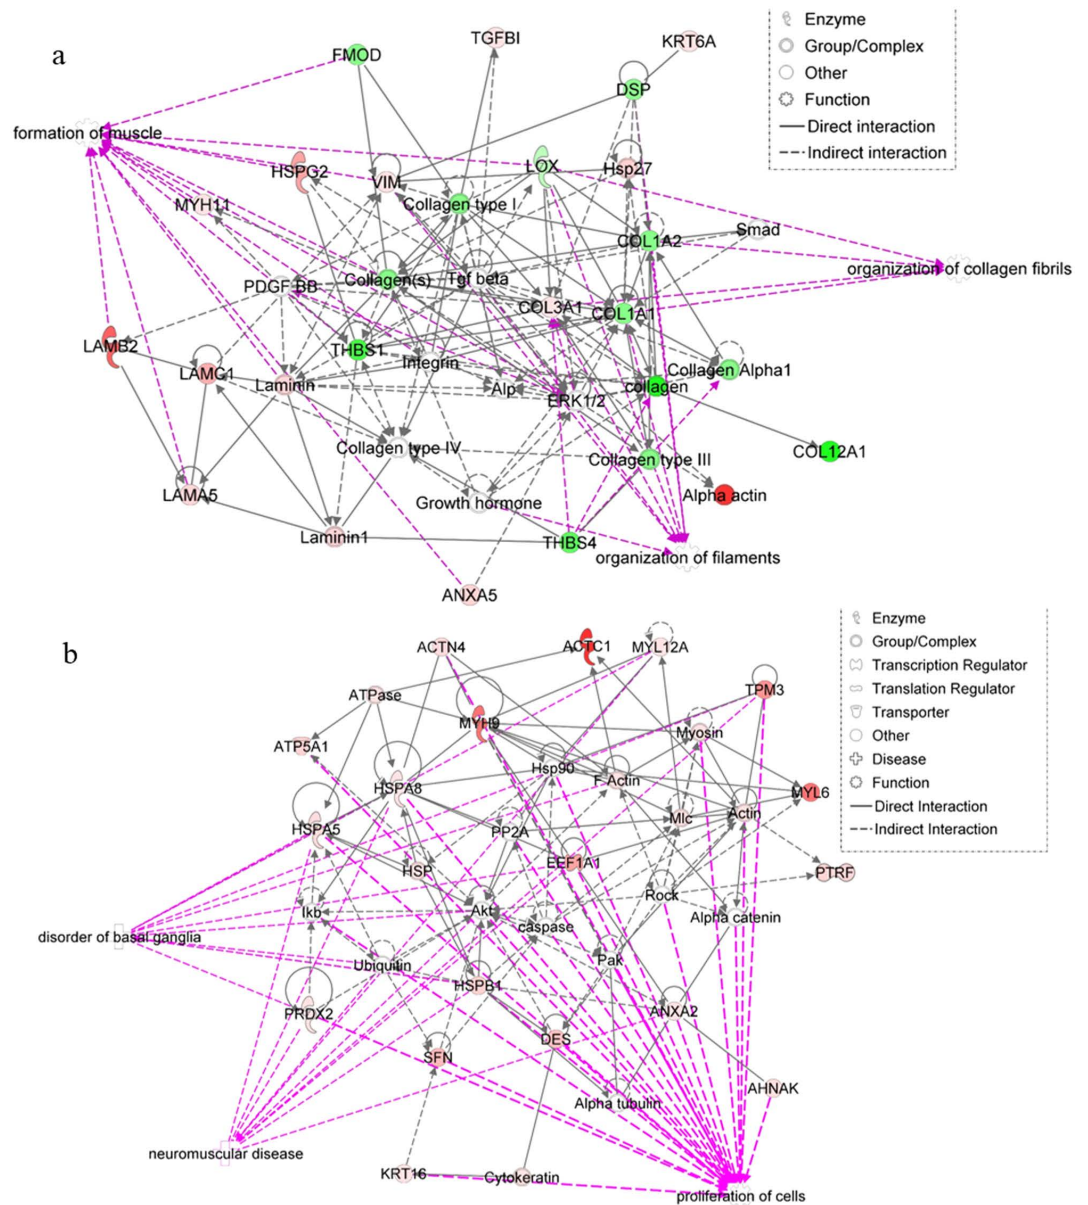 a
FMOD
TGFBI
KRT6A
DSP
Enzyme
Group/Complex
Other
Function
Direct interaction
Indirect interaction
formation of muscle
HSPG2
VIM
LOX
Hsp27
MYH11
Collagen type I
COL1A2
Smad
PDGF BB
Collagen(s)
Tgf beta
organization of collagen fibrils
COL3A1
COL1A1
LAMB2
THBS1
LAMC1
Laminin
Integrin
Alp
ERK1/2
collagen
Collagen Alpha1
Collagen type IV
Collagen type III
COL12A1
LAMA5
Growth hormone
Alpha actin
Laminin1
THBS4
organization of filaments
ANXA5
b
Enzyme
Group/Complex
Transcription Regulator
Translation Regulator
Transporter
Other
Disease
Function
Direct Interaction
Indirect Interaction
ACTN4
ACTC1
MYL12A
ATPase
TPM3
MYH9
Myosin
ATP5A1
Hsp90
F Actin
HSPA8
MYL6
HSPA5
PP2A
Mlc
Actin
HSP
EEF1A1
PTRF
Ikb
Akt
Rock
caspase
Alpha catenin
disorder of basal ganglia
Ubiquitin
Pak
HSPB1
PRDX2
ANXA2
SFN
DES
AHNAK
Alpha tubulin
neuromuscular disease
KRT16
Cytokeratin
proliferation of cells